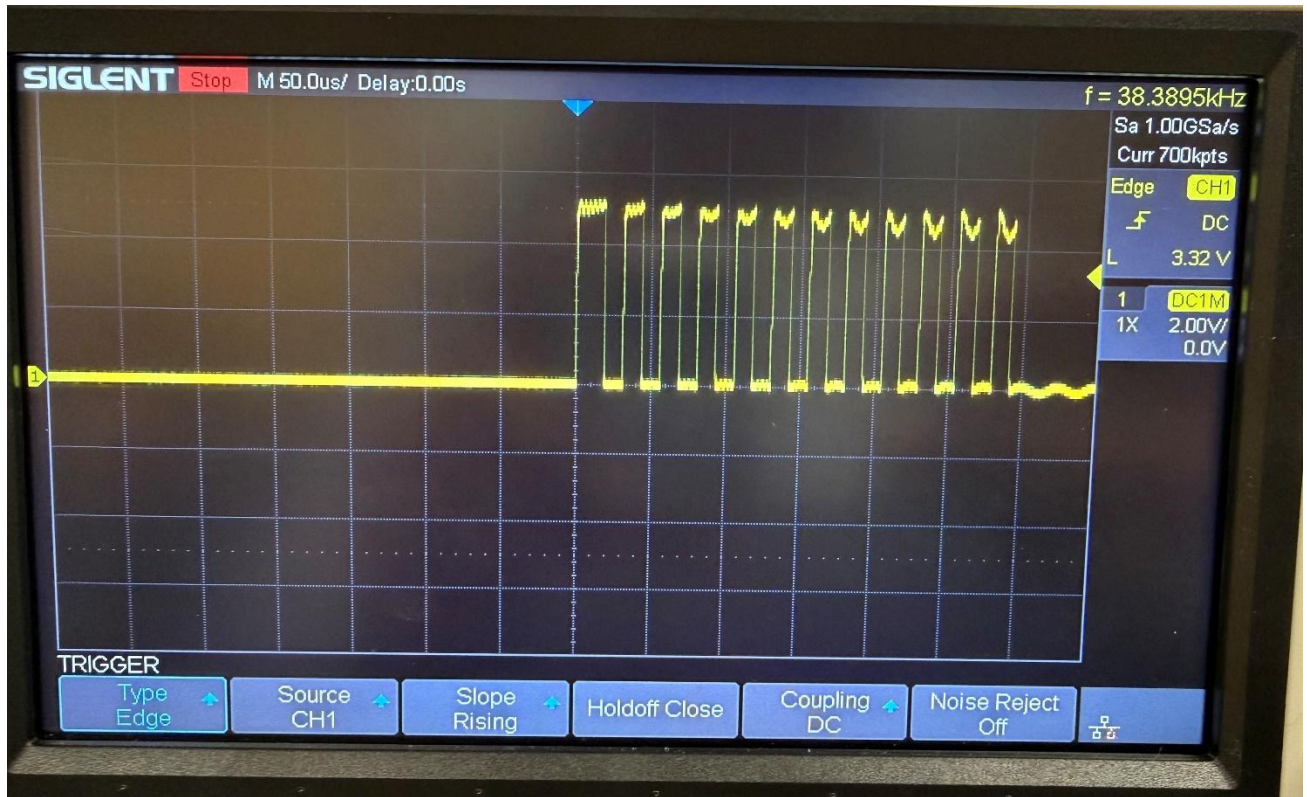 SIGLENT Stop M 50.0us/ Delay:0.00s
f = 38.3895kHz
Sa 1.00GSa/s
Curr 700kpts
Edge CH1
DC
L 3.32 V
1 DC1M
1X 2.00V/
0.0V
1
TRIGGER
Type
Edge
Source
CH1
Slope
Rising
Holdoff Close
Coupling
DC
Noise Reject
Off